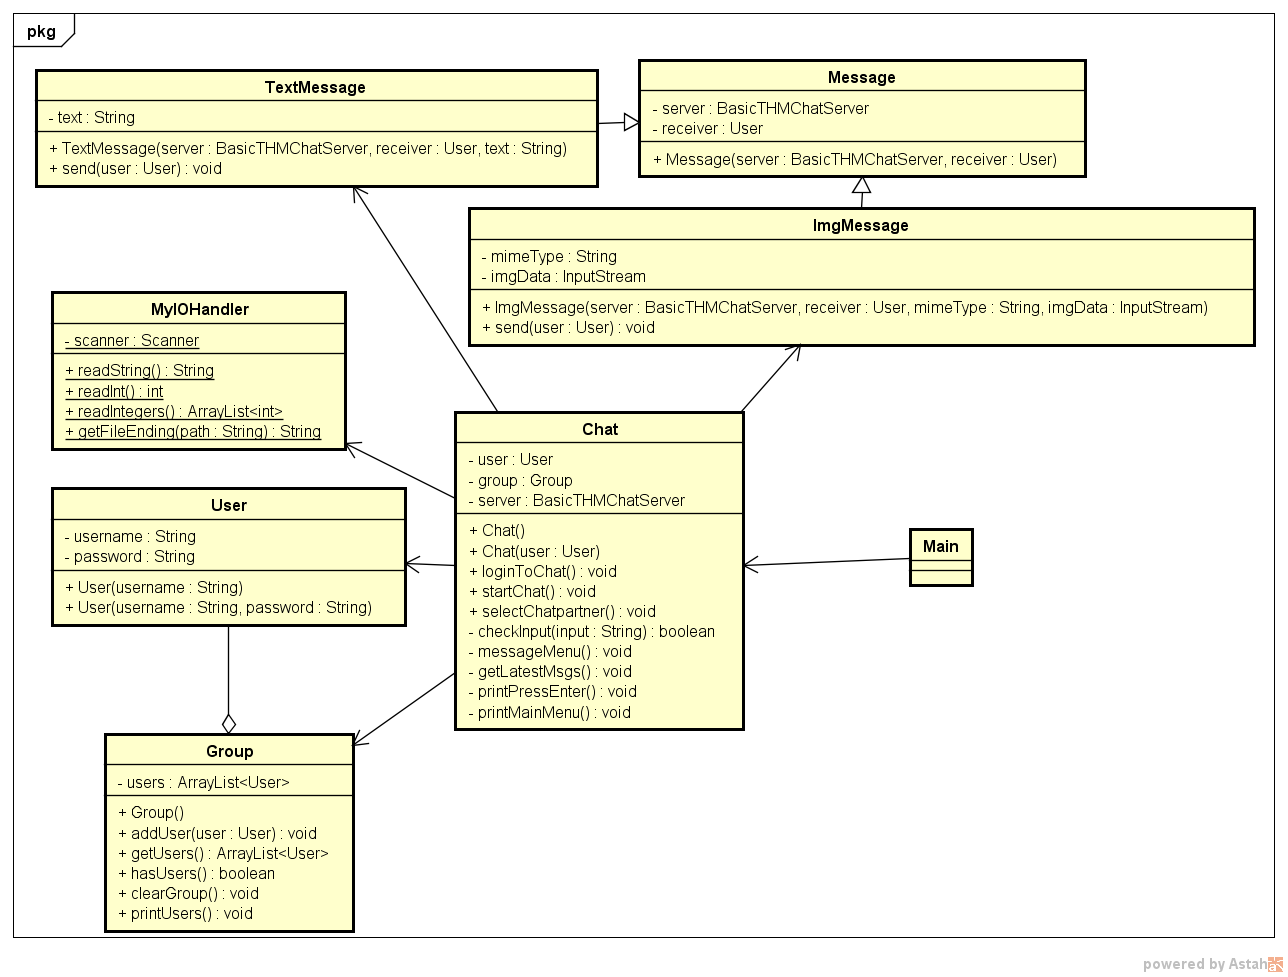 pkg
TextMessage
- text : String
+ TextMessage(server : BasicTHMChatServer, receiver : User, text : String)
+ send(user : User) : void
Message
- server : BasicTHMChatServer
- receiver : User
+ Message(server : BasicTHMChatServer, receiver : User)
ImgMessage
- mimeType : String
- imgData : InputStream
+ ImgMessage(server : BasicTHMChatServer, receiver : User, mimeType : String, imgData : InputStream)
+ send(user : User) : void
MyIOHandler
- scanner : Scanner
+ readString() : String
+ readInt() : int
+ readIntegers() : ArrayList<int>
+ getFileEnding(path : String) : String
Chat
- user : User
- group : Group
- server : BasicTHMChatServer
+ Chat()
+ Chat(user : User)
+ loginToChat() : void
+ startChat() : void
+ selectChatpartner() : void
- checkInput(input : String) : boolean
- messageMenu() : void
- getLatestMsgs() : void
- printPressEnter() : void
- printMainMenu() : void
User
- username : String
- password : String
+ User(username : String)
+ User(username : String, password : String)
Main
Group
- users : ArrayList<User>
+ Group()
+ addUser(user : User) : void
+ getUsers() : ArrayList<User>
+ hasUsers() : boolean
+ clearGroup() : void
+ printUsers() : void
powered by Astah